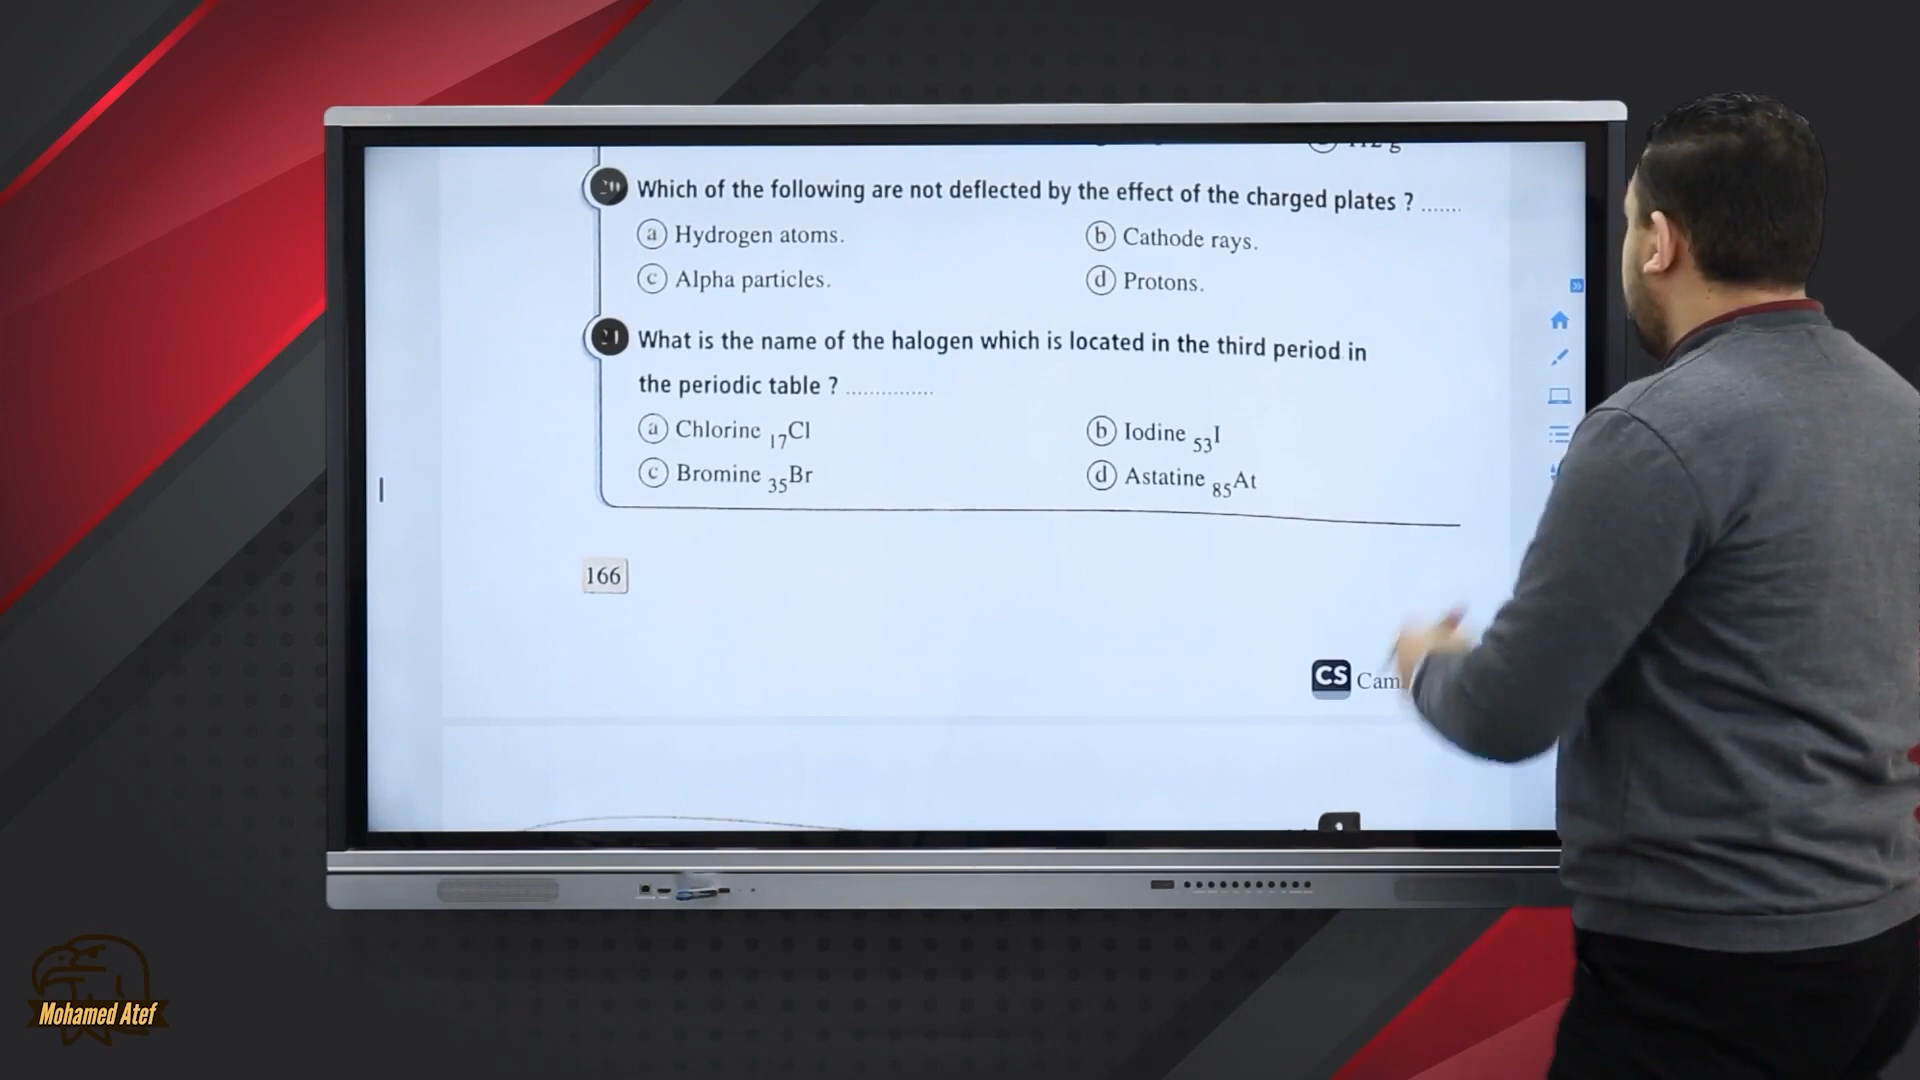 20 Which of the following are not deflected by the effect of the charged plates ? .......
a Hydrogen atoms.
b Cathode rays.
c Alpha particles.
d Protons.
21 What is the name of the halogen which is located in the third period in
the periodic table ? ...............
a Chlorine 17Cl
b Iodine 53I
c Bromine 35Br
d Astatine 85At
166
CS Cam
Mohamed Atef